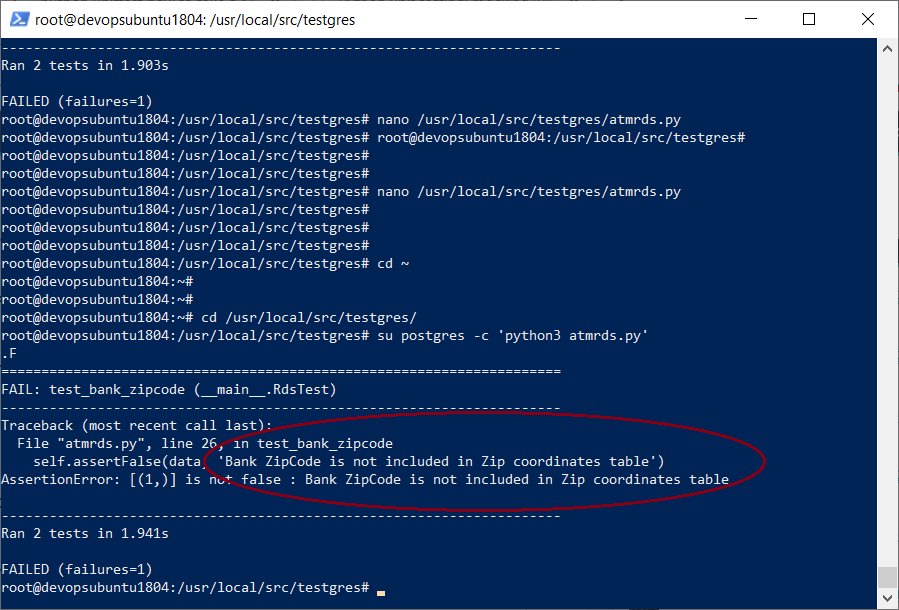 root@devopsubuntu1804: /usr/local/src/testgres
----------------------------------------------------------------------
Ran 2 tests in 1.903s
FAILED (failures=1)
root@devopsubuntu1804:/usr/local/src/testgres# nano /usr/local/src/testgres/atmrds.py
root@devopsubuntu1804:/usr/local/src/testgres# root@devopsubuntu1804:/usr/local/src/testgres#
root@devopsubuntu1804:/usr/local/src/testgres#
root@devopsubuntu1804:/usr/local/src/testgres#
root@devopsubuntu1804:/usr/local/src/testgres# nano /usr/local/src/testgres/atmrds.py
root@devopsubuntu1804:/usr/local/src/testgres#
root@devopsubuntu1804:/usr/local/src/testgres#
root@devopsubuntu1804:/usr/local/src/testgres#
root@devopsubuntu1804:/usr/local/src/testgres# cd ~
root@devopsubuntu1804:~#
root@devopsubuntu1804:~#
root@devopsubuntu1804:~# cd /usr/local/src/testgres/
root@devopsubuntu1804:/usr/local/src/testgres# su postgres -c 'python3 atmrds.py'
.F
======================================================================
FAIL: test_bank_zipcode (__main__.RdsTest)
----------------------------------------------------------------------
Traceback (most recent call last):
  File "atmrds.py", line 26, in test_bank_zipcode
    self.assertFalse(data, 'Bank ZipCode is not included in Zip coordinates table')
AssertionError: [(1,)] is not false : Bank ZipCode is not included in Zip coordinates table
----------------------------------------------------------------------
Ran 2 tests in 1.941s
FAILED (failures=1)
root@devopsubuntu1804:/usr/local/src/testgres#